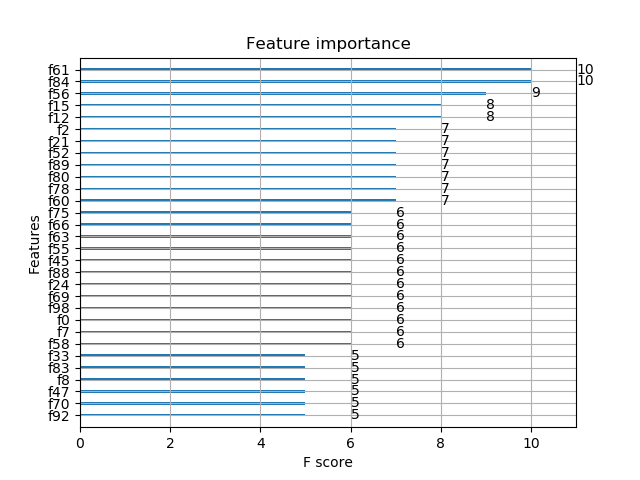 Feature importance
f61 10
f84 10
f56 9
f15 8
f12 8
f2 7
f21 7
f52 7
f89 7
f80 7
f78 7
f60 7
f75 6
f66 6
f63 6
f55 6
f45 6
f88 6
f24 6
f69 6
f98 6
f0 6
f7 6
f58 6
f33 5
f83 5
f8 5
f47 5
f70 5
f92 5
Features
0 2 4 6 8 10
F score